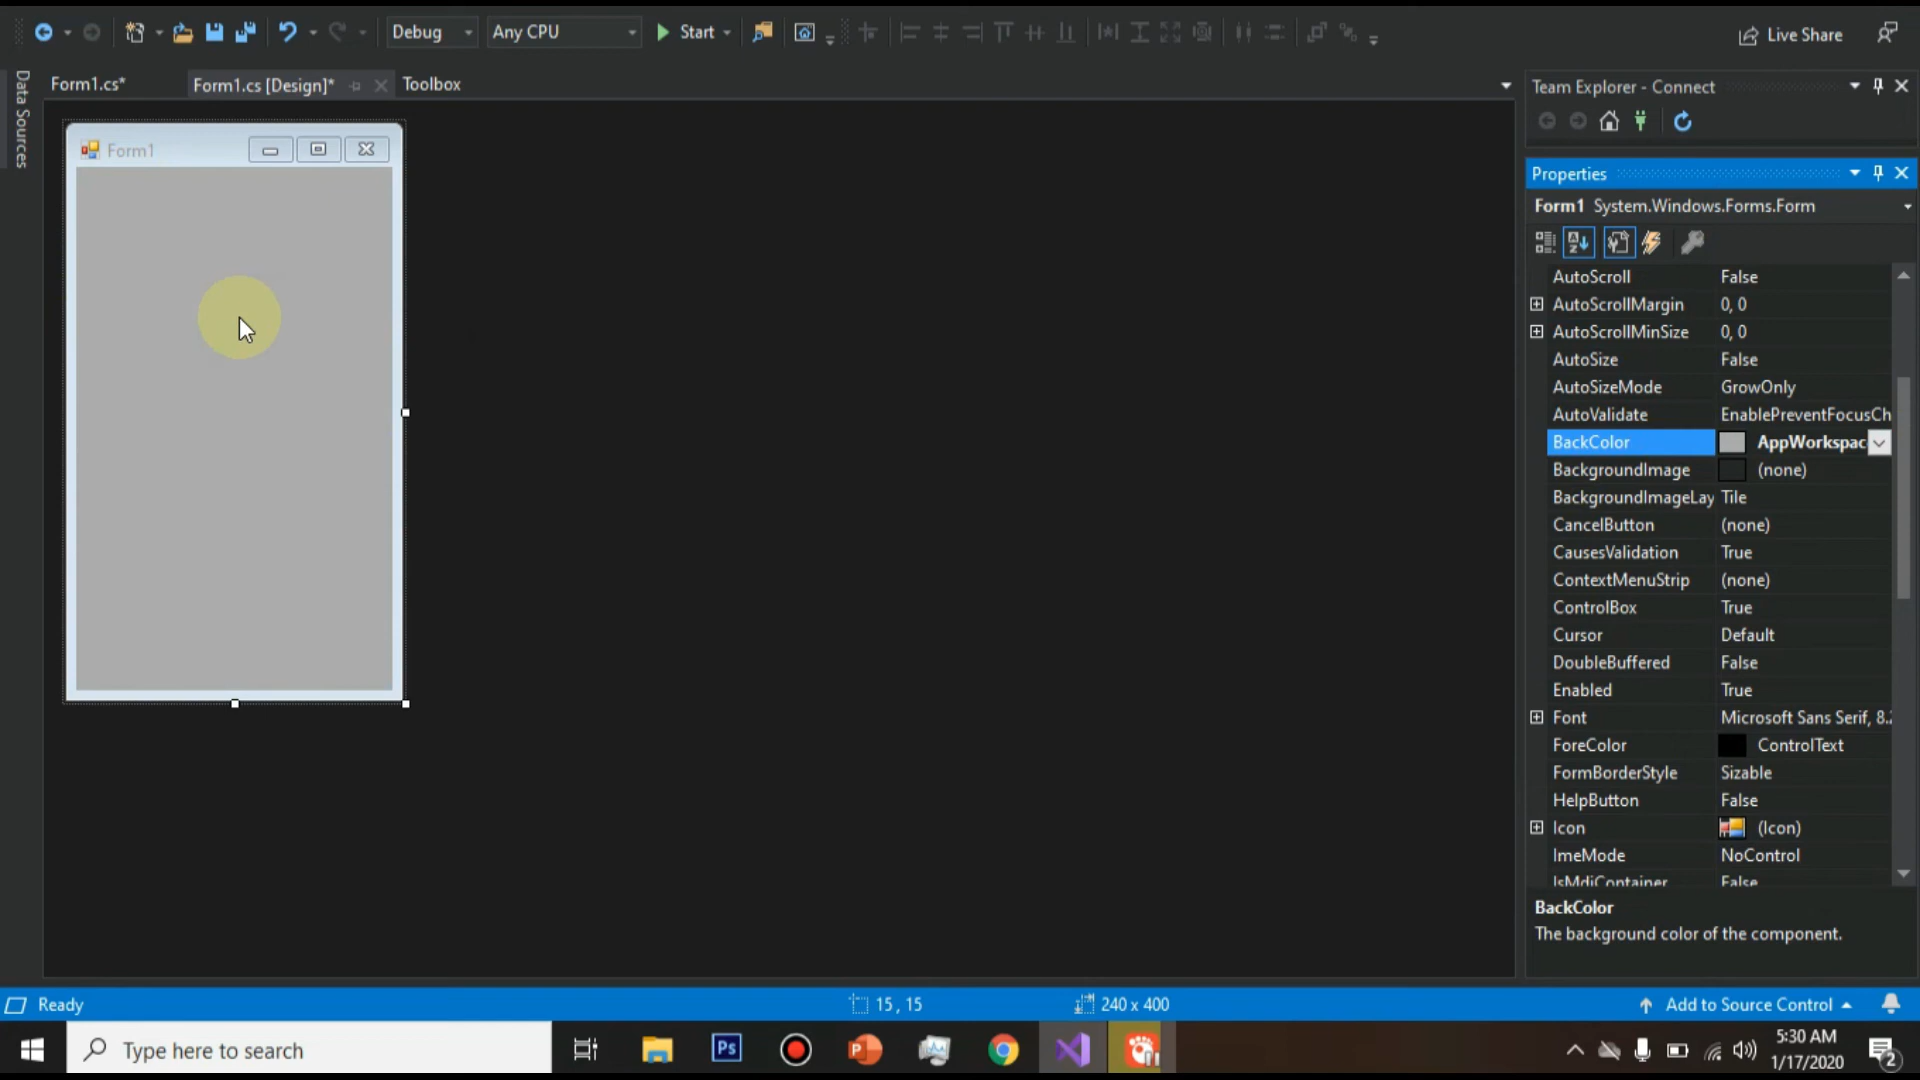 Debug
Any CPU
Start
Live Share
Data Sources
Form1.cs*
Form1.cs [Design]*
Toolbox
Team Explorer - Connect
Form1
Properties
Form1 System.Windows.Forms.Form
AutoScroll False
AutoScrollMargin 0, 0
AutoScrollMinSize 0, 0
AutoSize False
AutoSizeMode GrowOnly
AutoValidate EnablePreventFocusCh
BackColor AppWorkspac
BackgroundImage (none)
BackgroundImageLay Tile
CancelButton (none)
CausesValidation True
ContextMenuStrip (none)
ControlBox True
Cursor Default
DoubleBuffered False
Enabled True
Font Microsoft Sans Serif, 8.2
ForeColor ControlText
FormBorderStyle Sizable
HelpButton False
Icon (Icon)
ImeMode NoControl
IsMdiContainer False
BackColor
The background color of the component.
Ready
15 , 15
240 x 400
Add to Source Control
Type here to search
Ps
5:30 AM
1/17/2020
2